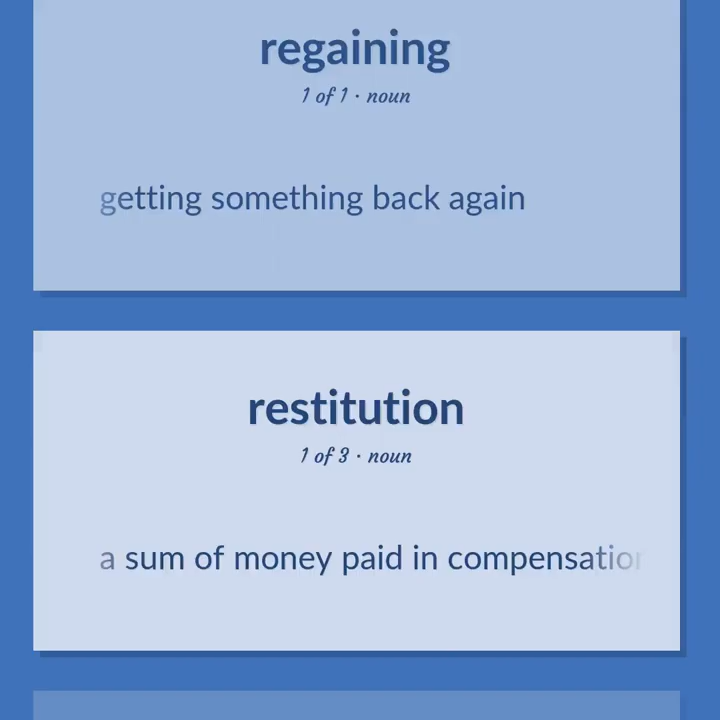 regaining
1 of 1 · noun
getting something back again
restitution
1 of 3 · noun
a sum of money paid in compensation